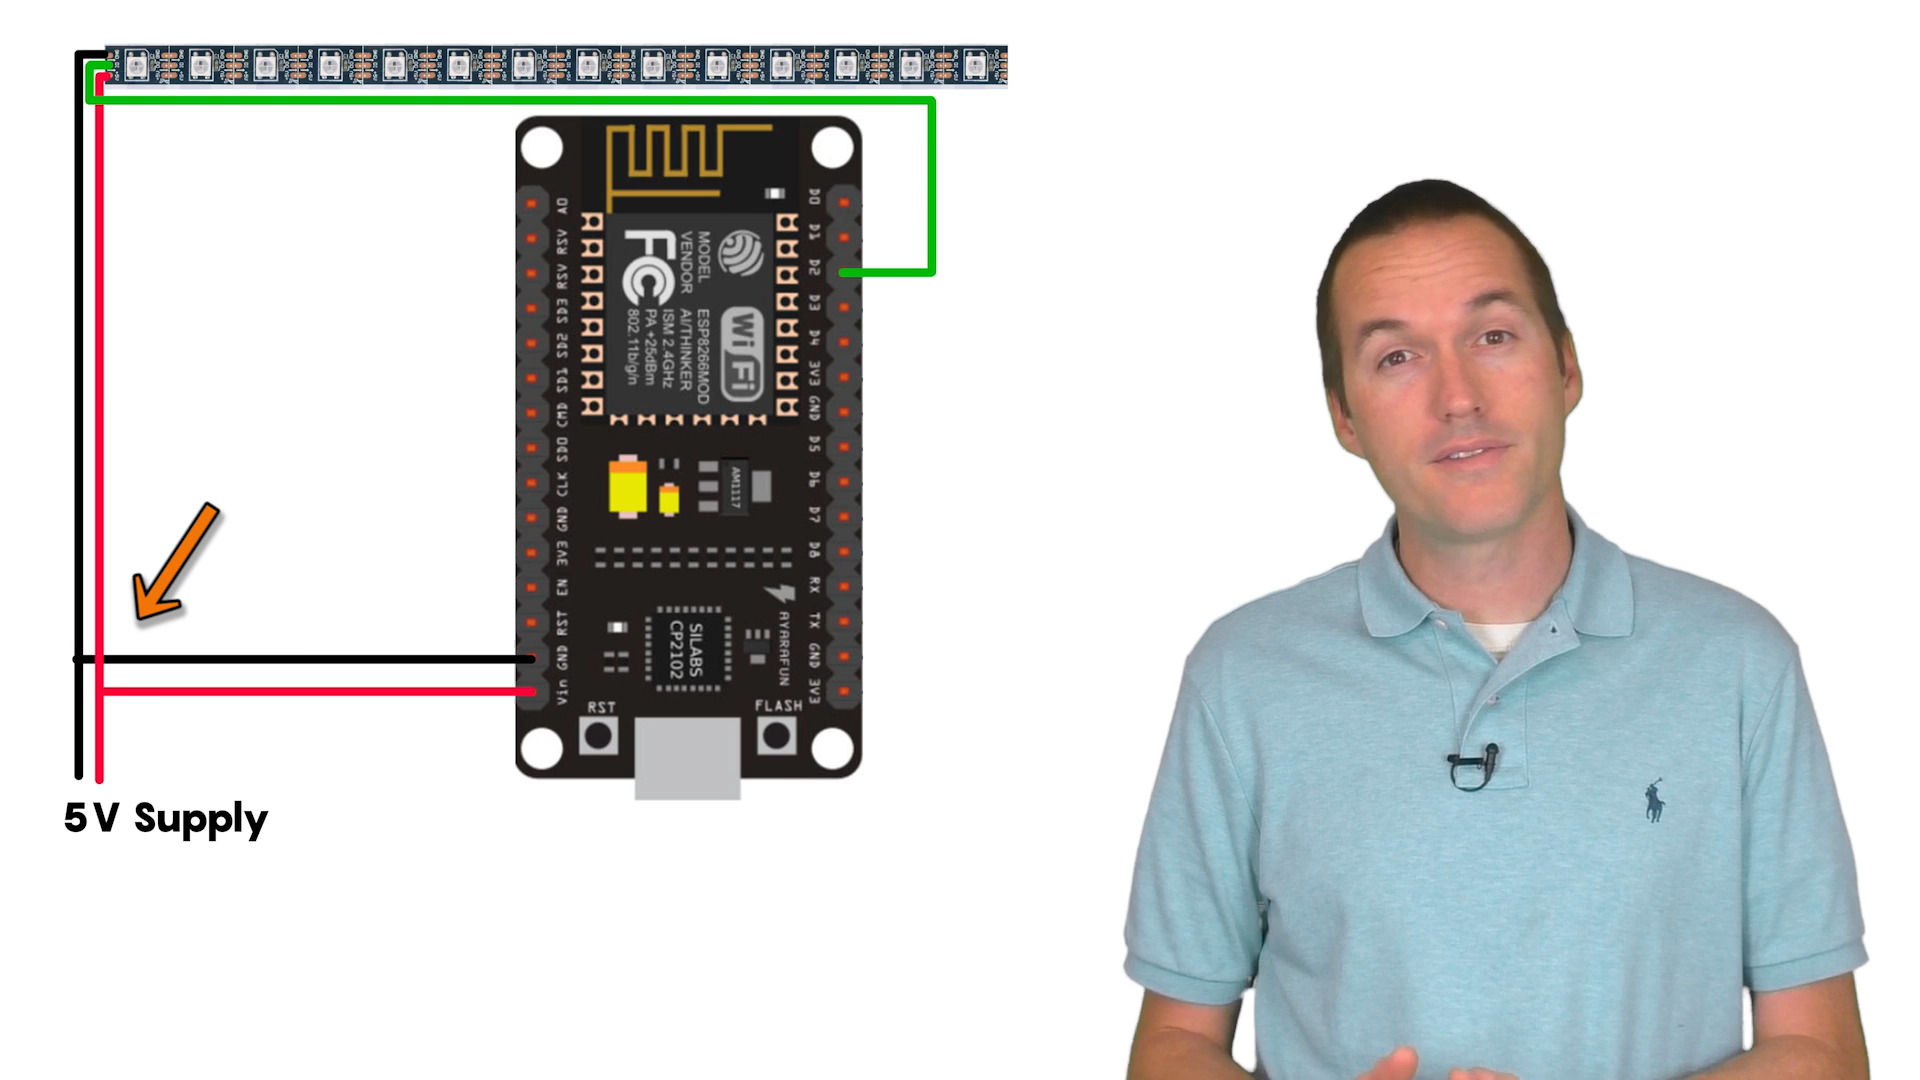 A0
RSV
RSV
SD3
SD2
SD1
CMD
SD0
CLK
GND
3V3
EN
RST
GND
Vin
D0
D1
D2
D3
D4
3V3
GND
D5
D6
D7
D8
RX
TX
GND
3V3
MODEL ESP8266MOD
VENDOR AI/THINKER
ISM 2.4GHz
PA +25dBm
802.11b/g/n
FC
Wi Fi
AM1117
SILABS
CP2102
AYARAFUN
RST
FLASH
5V Supply